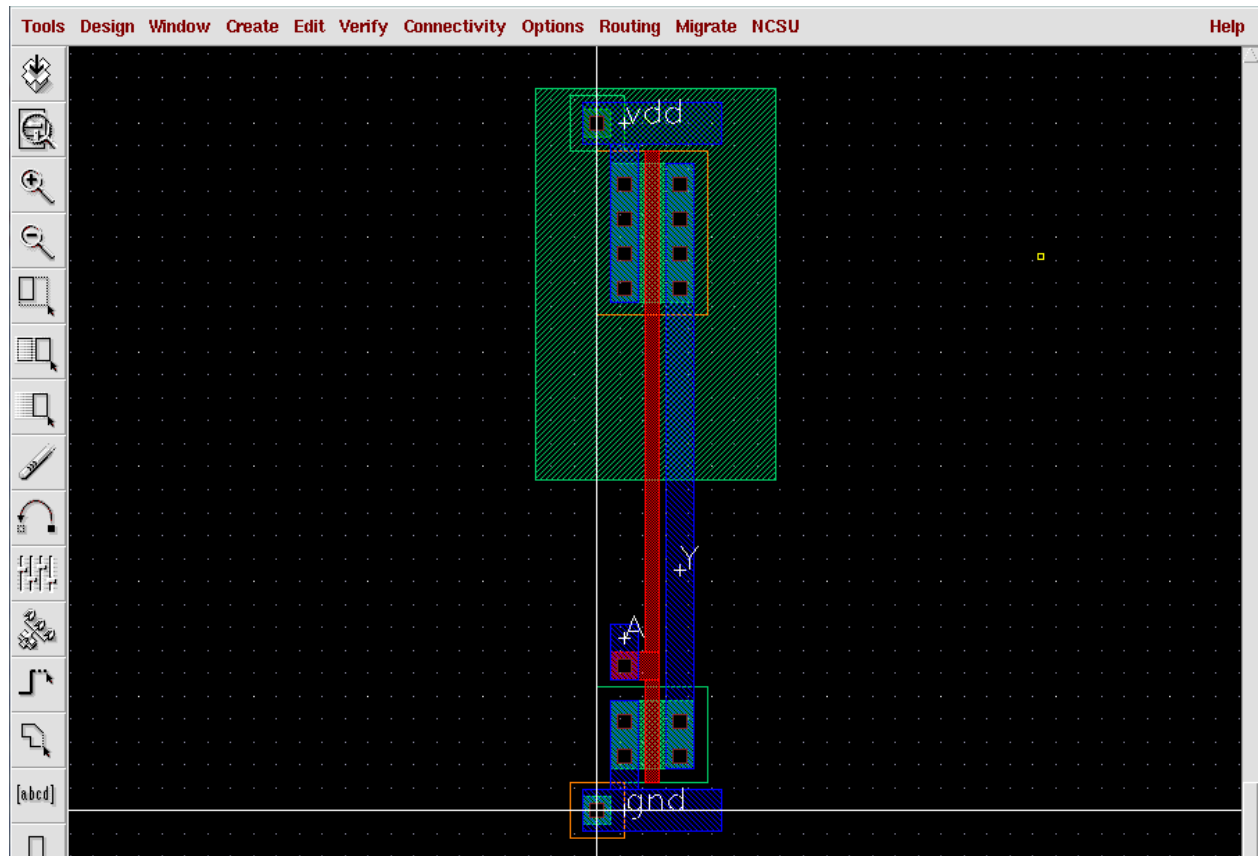 Tools Design Window Create Edit Verify Connectivity Options Routing Migrate NCSU Help
vdd
Y
A
gnd
[abcd]